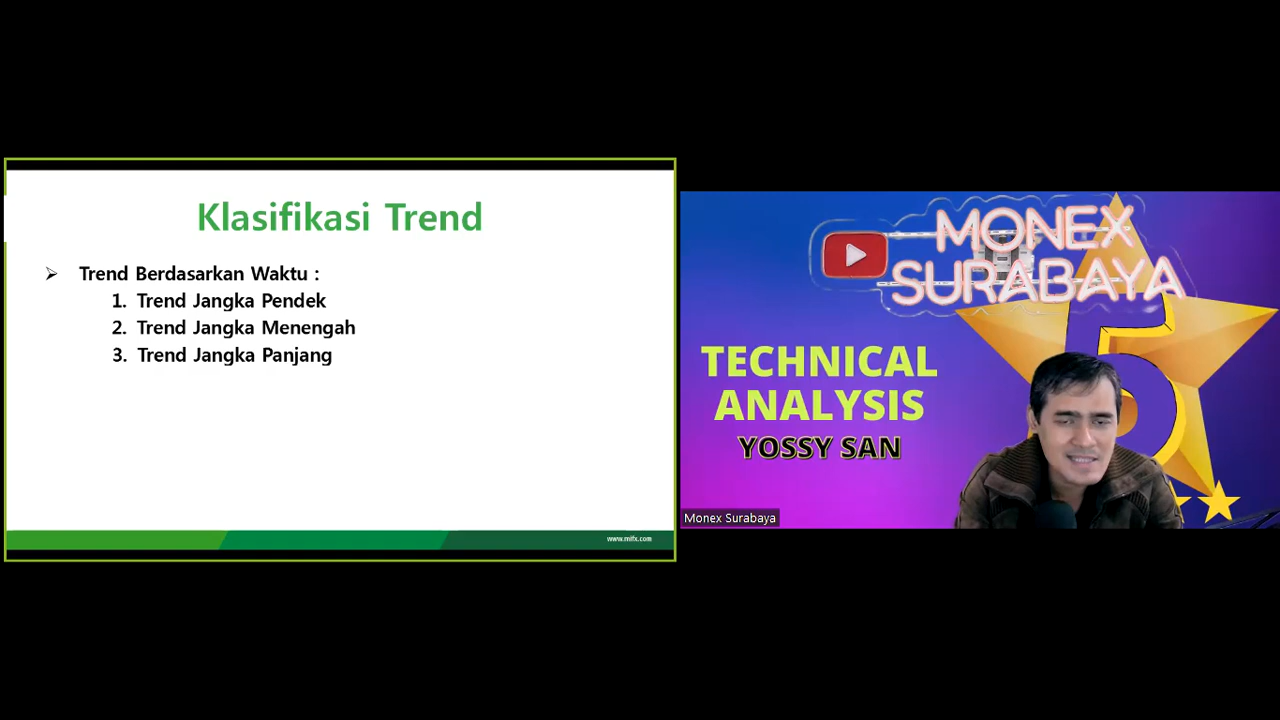 Klasifikasi Trend
➢ Trend Berdasarkan Waktu :
1. Trend Jangka Pendek
2. Trend Jangka Menengah
3. Trend Jangka Panjang
www.mifx.com
MONEX
SURABAYA
5
TECHNICAL
ANALYSIS
YOSSY SAN
Monex Surabaya